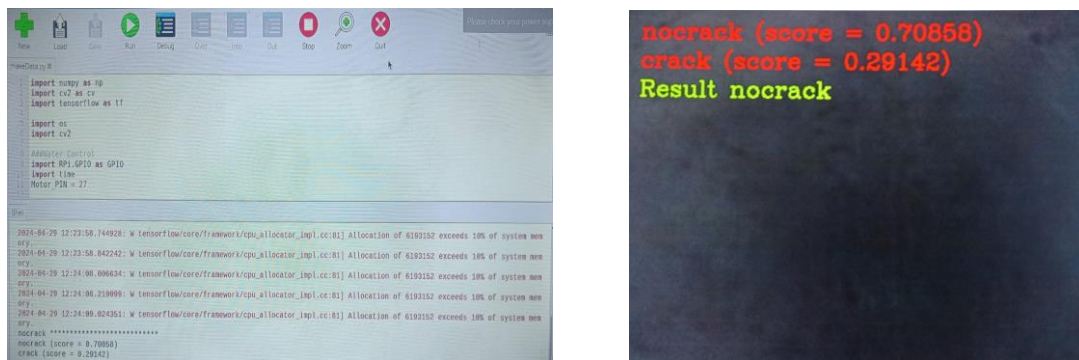 New Load Save Run Debug Over Into Out Stop Zoom Quit
Please check your power
import numpy as np
import cv2 as cv
import tensorflow as tf
import os
import cv2
import RPi.GPIO as GPIO
import time
Motor_PIN = 27
2024-04-29 12:23:58.744928: W tensorflow/core/framework/cpu_allocator_impl.cc:81] Allocation of 6193152 exceeds 10% of system mem
ory.
2024-04-29 12:23:58.842242: W tensorflow/core/framework/cpu_allocator_impl.cc:81] Allocation of 6193152 exceeds 10% of system mem
ory.
2024-04-29 12:24:08.006634: W tensorflow/core/framework/cpu_allocator_impl.cc:81] Allocation of 6193152 exceeds 10% of system mem
ory.
2024-04-29 12:24:08.219099: W tensorflow/core/framework/cpu_allocator_impl.cc:81] Allocation of 6193152 exceeds 10% of system mem
ory.
2024-04-29 12:24:09.024351: W tensorflow/core/framework/cpu_allocator_impl.cc:81] Allocation of 6193152 exceeds 10% of system mem
ory.
nocrack **************************
nocrack (score = 0.70858)
crack (score = 0.29142)
nocrack (score = 0.70858)
crack (score = 0.29142)
Result nocrack